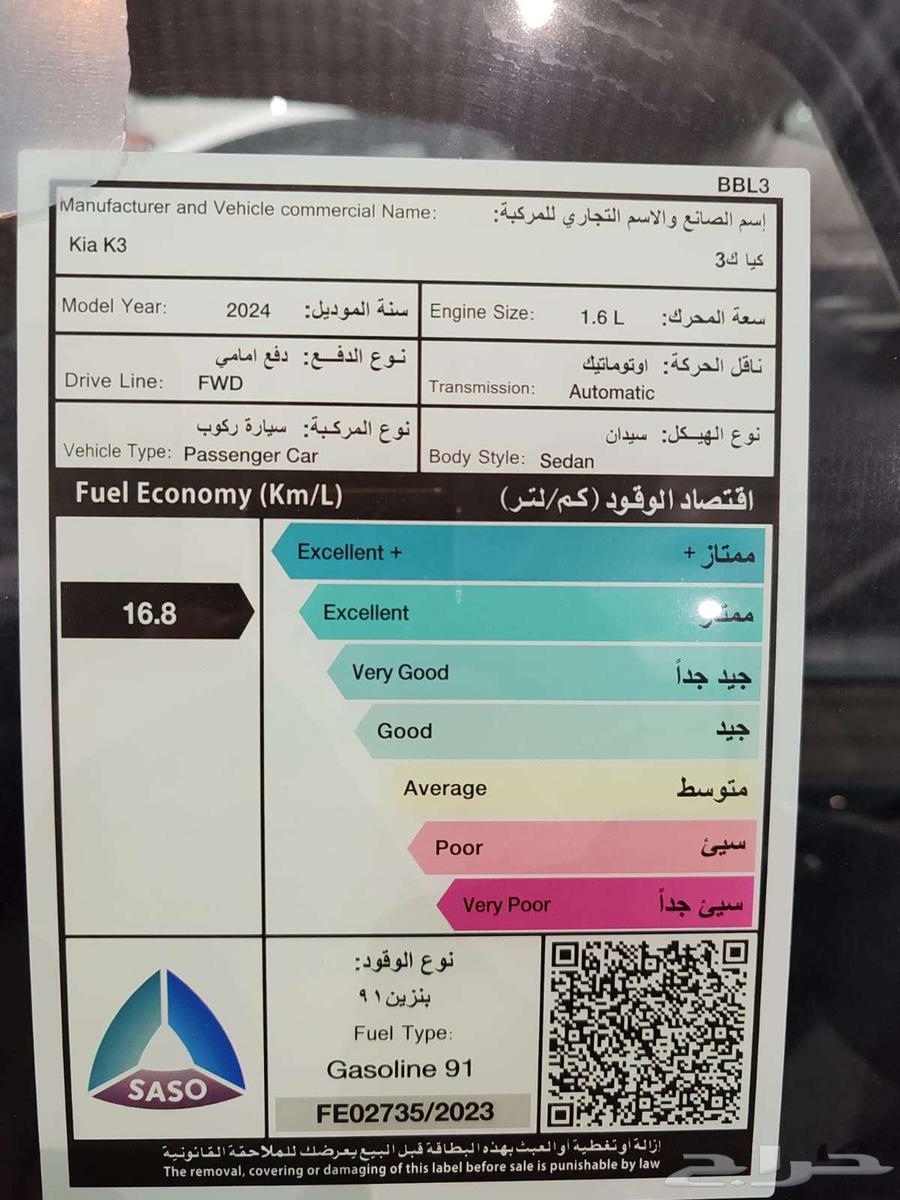 BBL3
Manufacturer and Vehicle commercial Name:
إسم الصانع والاسم التجاري للمركبة:
Kia K3
كيا ك3
Model Year: 2024 سنة الموديل:
Engine Size: 1.6 L سعة المحرك:
نوع الدفـــع: دفع امامي
Drive Line: FWD
ناقل الحركة: اوتوماتيك
Transmission: Automatic
نوع المركـبة: سيارة ركوب
Vehicle Type: Passenger Car
نوع الهيـكل: سيدان
Body Style: Sedan
Fuel Economy (Km/L)
اقتصاد الوقود (كم/لتر)
Excellent + ممتاز +
16.8
Excellent ممتاز
Very Good جيد جداً
Good جيد
Average متوسط
Poor سيئ
Very Poor سيئ جداً
نوع الوقود:
بنزين ٩١
Fuel Type:
Gasoline 91
FE02735/2023
SASO
إزالة أو تغطية أو العبث بهذه البطاقة قبل البيع يعرضك للملاحقة القانونية
The removal, covering or damaging of this label before sale is punishable by law
حراج